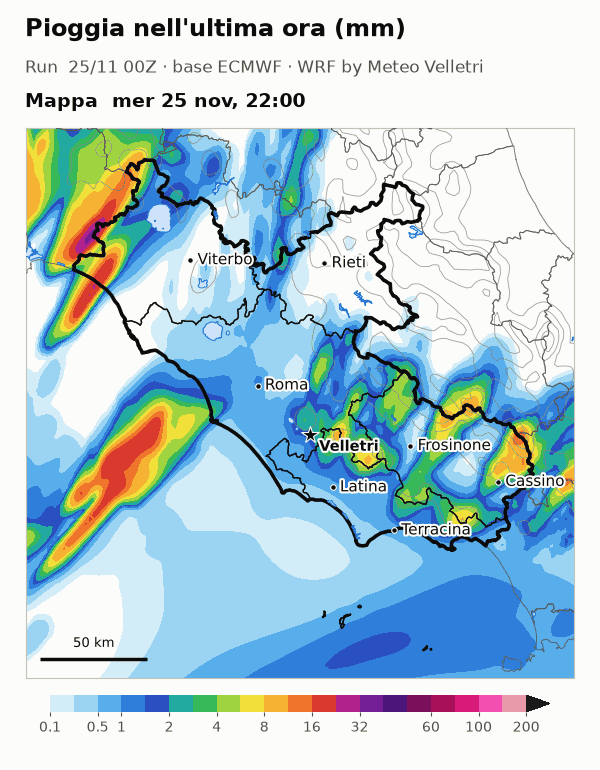 Pioggia nell'ultima ora (mm)
Run  25/11 00Z · base ECMWF · WRF by Meteo Velletri
Mappa  mer 25 nov, 22:00
Viterbo
Rieti
Roma
Velletri
Frosinone
Cassino
Latina
Terracina
50 km
0.1 0.5 1 2 4 8 16 32 60 100 200